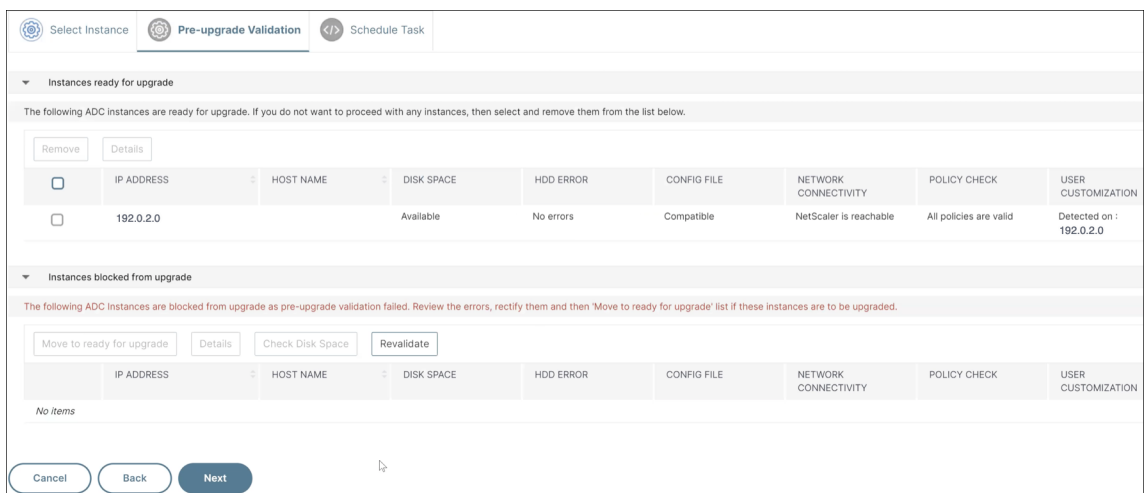 Select Instance Pre-upgrade Validation </> Schedule Task
Instances ready for upgrade
The following ADC instances are ready for upgrade. If you do not want to proceed with any instances, then select and remove them from the list below.
Remove Details
IP ADDRESS HOST NAME DISK SPACE HDD ERROR CONFIG FILE NETWORK CONNECTIVITY POLICY CHECK USER CUSTOMIZATION
192.0.2.0 Available No errors Compatible NetScaler is reachable All policies are valid Detected on : 192.0.2.0
Instances blocked from upgrade
The following ADC Instances are blocked from upgrade as pre-upgrade validation failed. Review the errors, rectify them and then 'Move to ready for upgrade' list if these instances are to be upgraded.
Move to ready for upgrade Details Check Disk Space Revalidate
IP ADDRESS HOST NAME DISK SPACE HDD ERROR CONFIG FILE NETWORK CONNECTIVITY POLICY CHECK USER CUSTOMIZATION
No items
Cancel Back Next